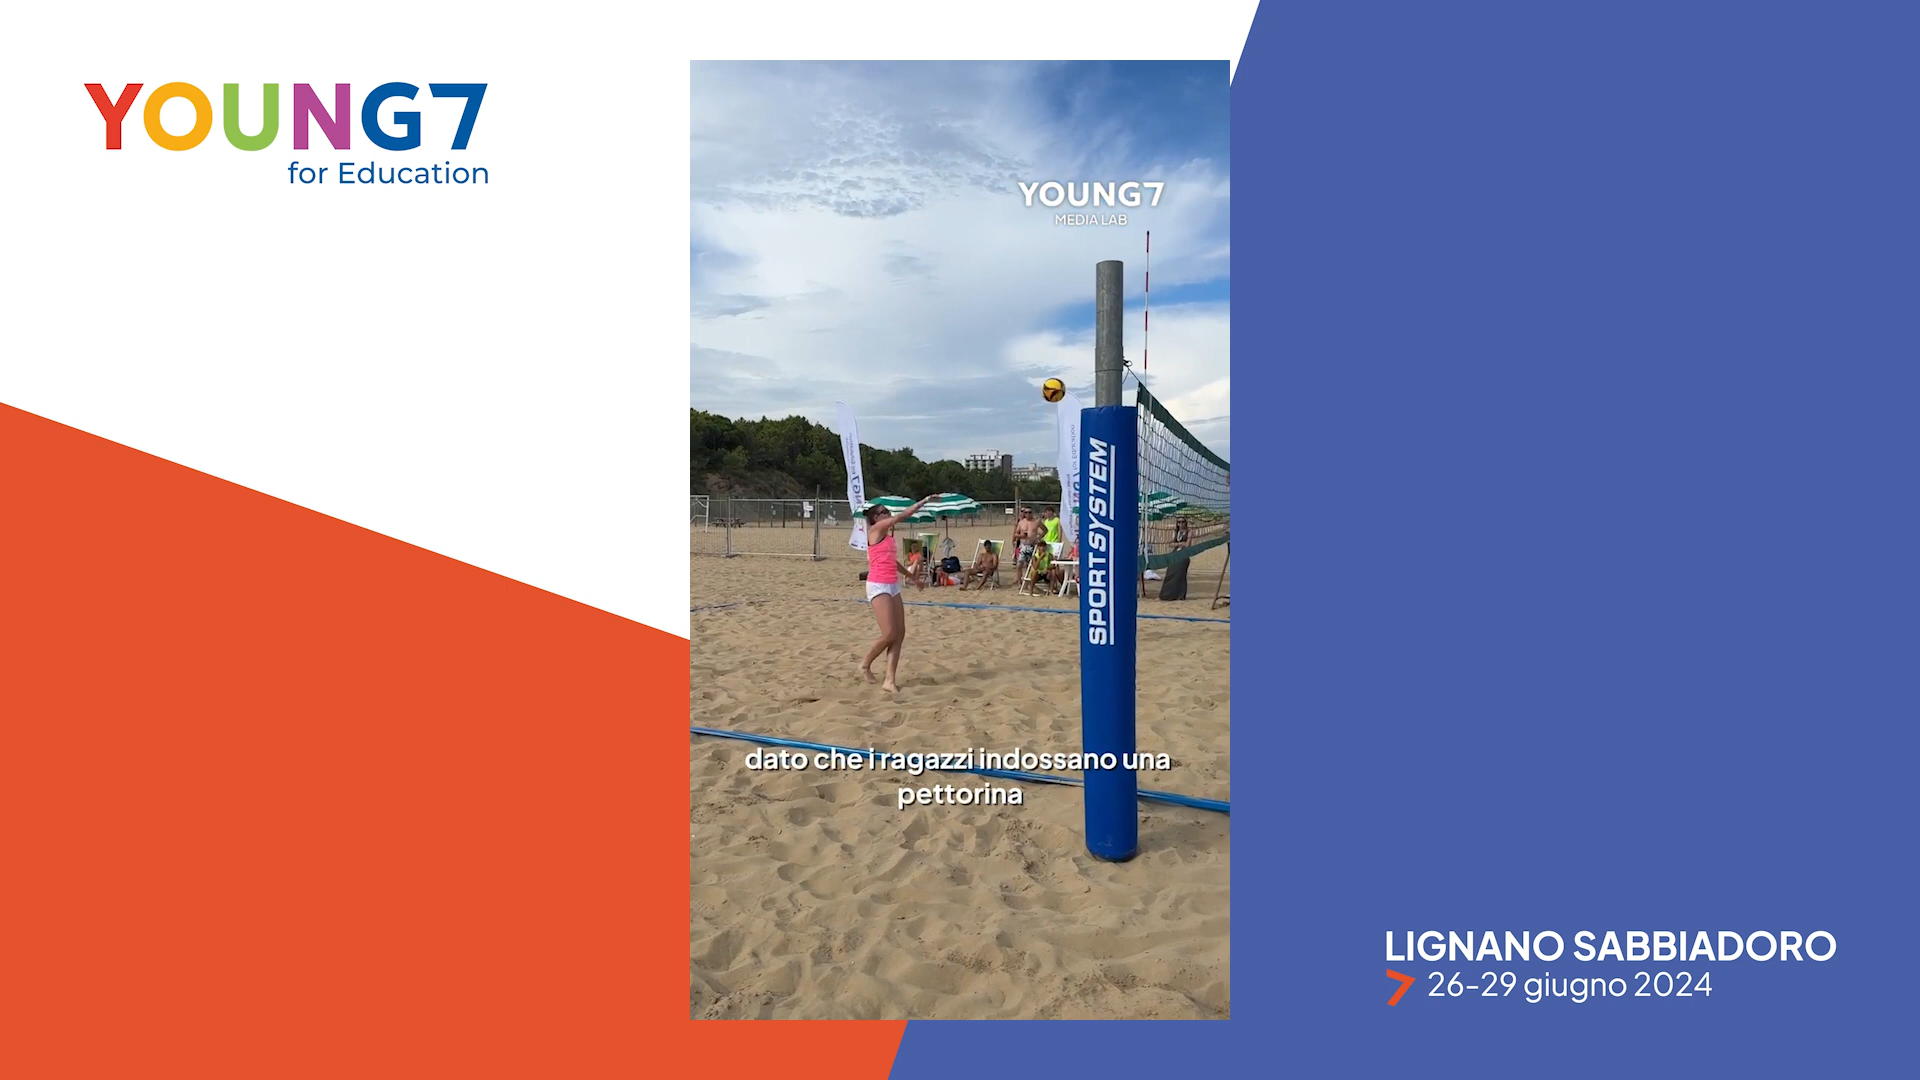 YOUNG7
for Education
YOUNG7
MEDIA LAB
SPORTSYSTEM
dato che i ragazzi indossano una
pettorina
LIGNANO SABBIADORO
26-29 giugno 2024